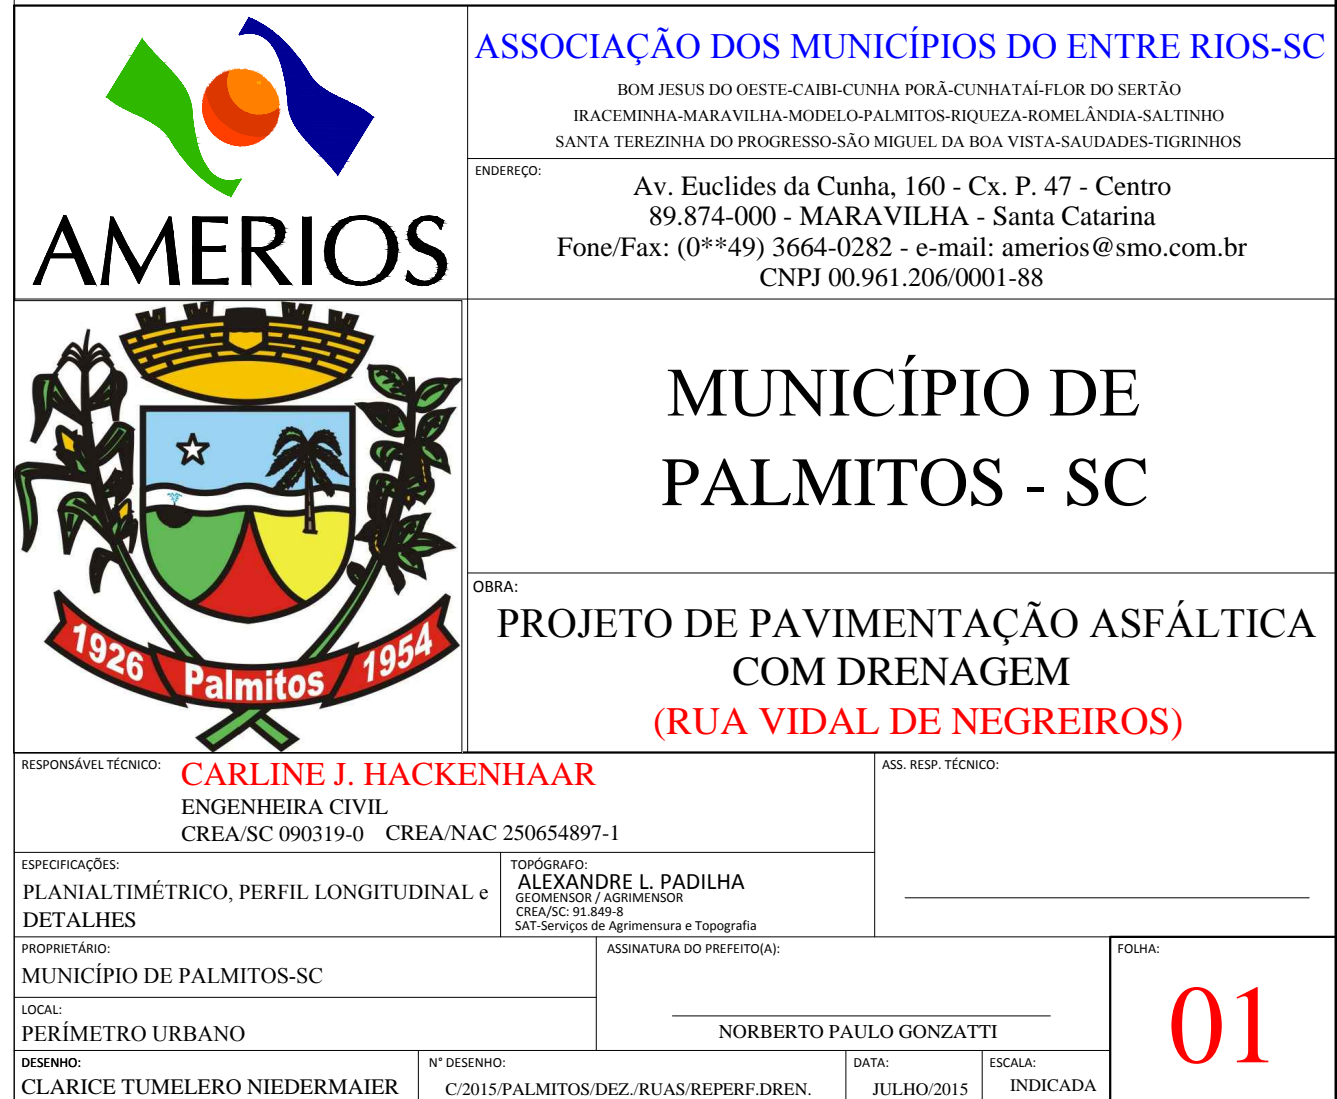 AMERIOS
ASSOCIAÇÃO DOS MUNICÍPIOS DO ENTRE RIOS-SC
BOM JESUS DO OESTE-CAIBI-CUNHA PORÃ-CUNHATAÍ-FLOR DO SERTÃO
IRACEMINHA-MARAVILHA-MODELO-PALMITOS-RIQUEZA-ROMELÂNDIA-SALTINHO
SANTA TEREZINHA DO PROGRESSO-SÃO MIGUEL DA BOA VISTA-SAUDADES-TIGRINHOS
ENDEREÇO:
Av. Euclides da Cunha, 160 - Cx. P. 47 - Centro
89.874-000 - MARAVILHA - Santa Catarina
Fone/Fax: (0**49) 3664-0282 - e-mail: amerios@smo.com.br
CNPJ 00.961.206/0001-88
1926 Palmitos 1954
MUNICÍPIO DE
PALMITOS - SC
OBRA:
PROJETO DE PAVIMENTAÇÃO ASFÁLTICA
COM DRENAGEM
(RUA VIDAL DE NEGREIROS)
RESPONSÁVEL TÉCNICO:
CARLINE J. HACKENHAAR
ENGENHEIRA CIVIL
CREA/SC 090319-0 CREA/NAC 250654897-1
ASS. RESP. TÉCNICO:
ESPECIFICAÇÕES:
PLANIALTIMÉTRICO, PERFIL LONGITUDINAL e
DETALHES
TOPÓGRAFO:
ALEXANDRE L. PADILHA
GEOMENSOR / AGRIMENSOR
CREA/SC: 91.849-8
SAT-Serviços de Agrimensura e Topografia
PROPRIETÁRIO:
MUNICÍPIO DE PALMITOS-SC
ASSINATURA DO PREFEITO(A):
NORBERTO PAULO GONZATTI
FOLHA:
01
LOCAL:
PERÍMETRO URBANO
DESENHO:
CLARICE TUMELERO NIEDERMAIER
N° DESENHO:
C/2015/PALMITOS/DEZ./RUAS/REPERF.DREN.
DATA:
JULHO/2015
ESCALA:
INDICADA